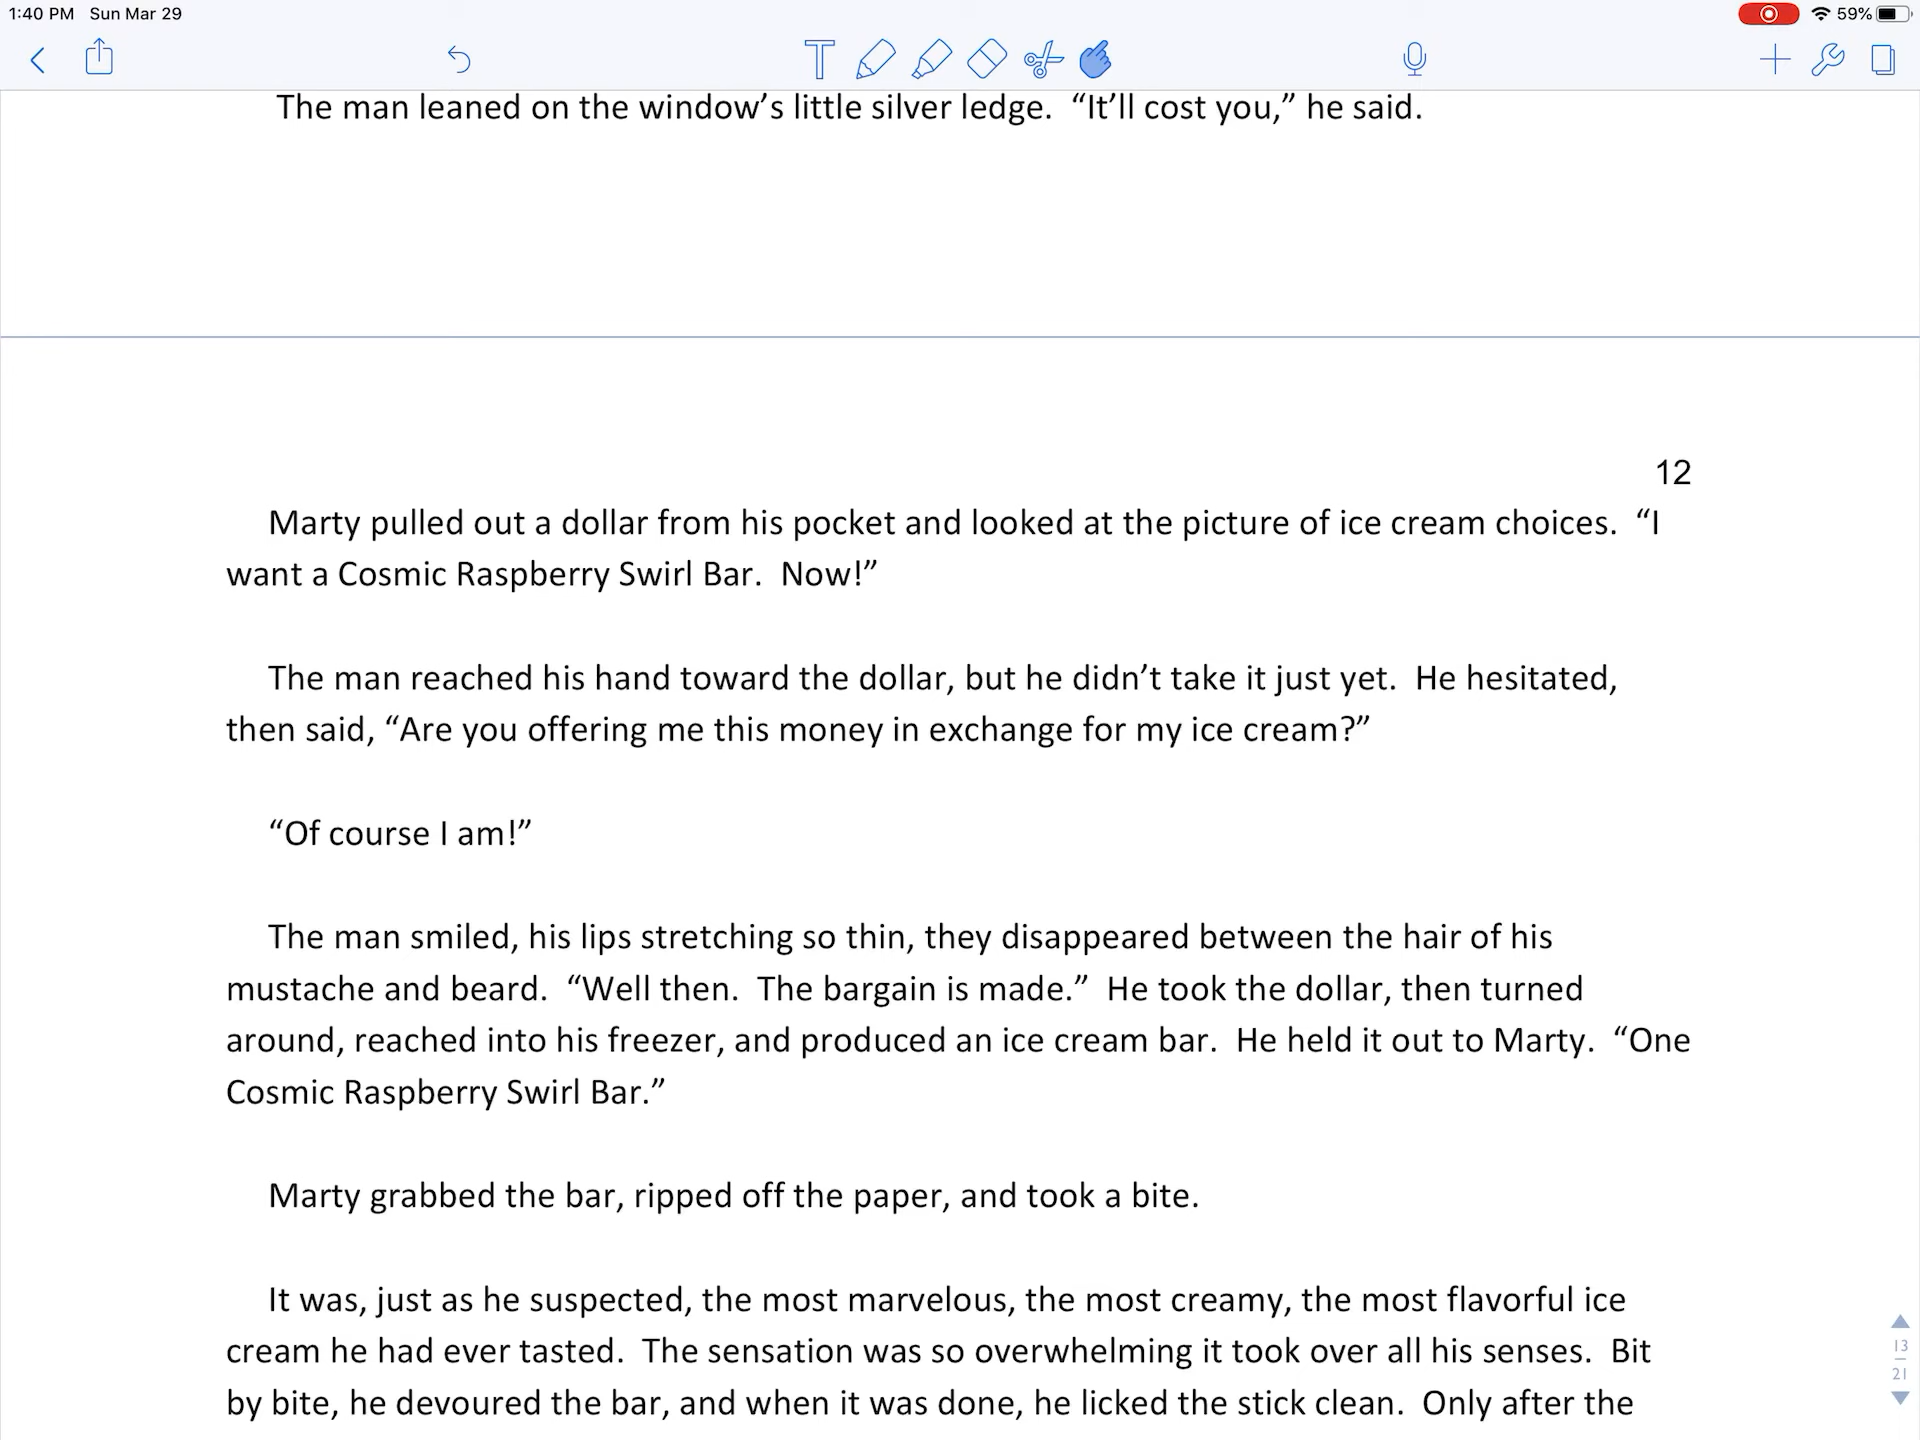 1:40 PM Sun Mar 29
59%
The man leaned on the window’s little silver ledge.  “It’ll cost you,” he said.
12
Marty pulled out a dollar from his pocket and looked at the picture of ice cream choices.  “I
want a Cosmic Raspberry Swirl Bar.  Now!”
The man reached his hand toward the dollar, but he didn’t take it just yet.  He hesitated,
then said, “Are you offering me this money in exchange for my ice cream?”
“Of course I am!”
The man smiled, his lips stretching so thin, they disappeared between the hair of his
mustache and beard.  “Well then.  The bargain is made.”  He took the dollar, then turned
around, reached into his freezer, and produced an ice cream bar.  He held it out to Marty.  “One
Cosmic Raspberry Swirl Bar.”
Marty grabbed the bar, ripped off the paper, and took a bite.
It was, just as he suspected, the most marvelous, the most creamy, the most flavorful ice
cream he had ever tasted.  The sensation was so overwhelming it took over all his senses.  Bit
by bite, he devoured the bar, and when it was done, he licked the stick clean.  Only after the
13
21